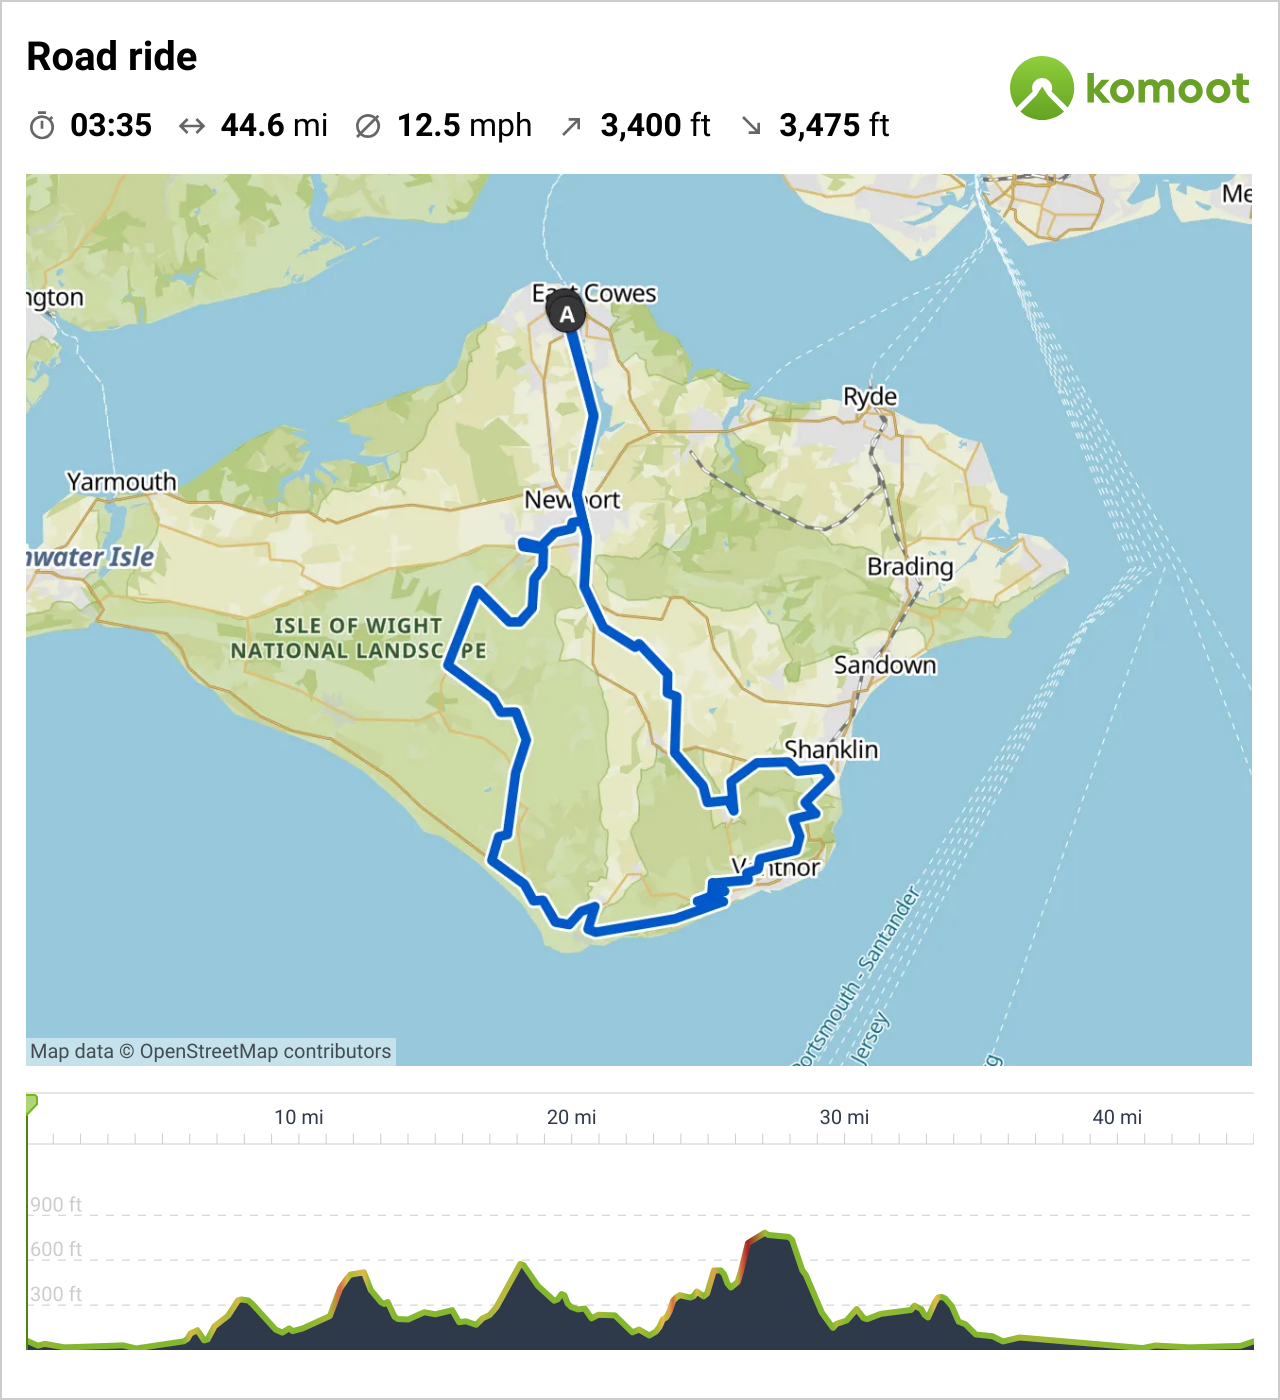 Road ride
komoot
03:35 44.6 mi 12.5 mph 3,400 ft 3,475 ft
Me
ngton
East Cowes
A
Ryde
Yarmouth
Newport
nwater Isle
Brading
ISLE OF WIGHT
NATIONAL LANDSCAPE
Sandown
Shanklin
Ventnor
Portsmouth - Santander
Jersey
Map data © OpenStreetMap contributors
10 mi 20 mi 30 mi 40 mi
900 ft
600 ft
300 ft